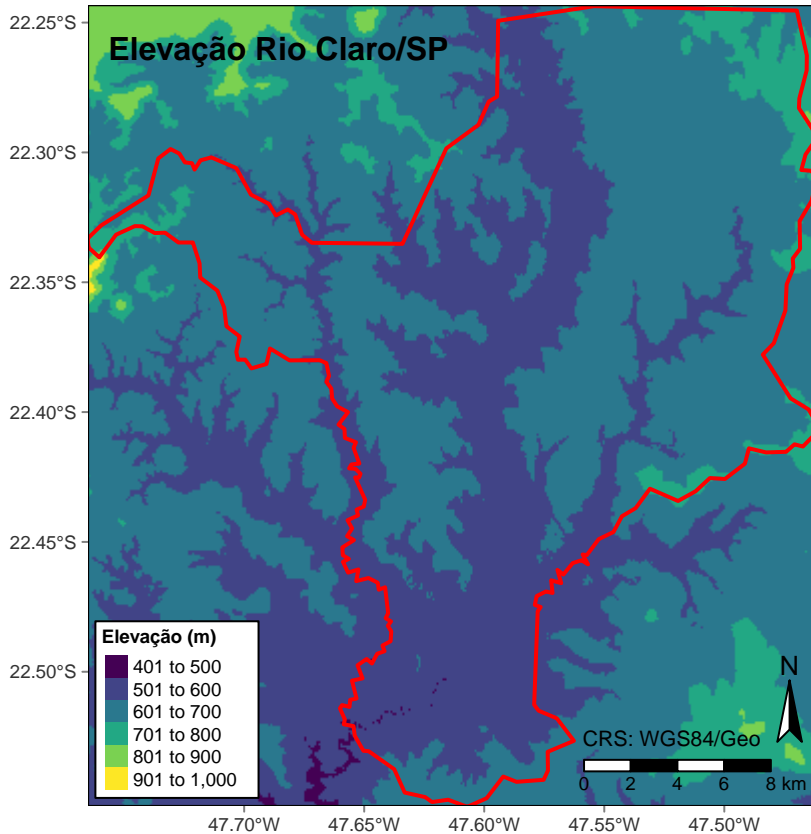 Elevação Rio Claro/SP
22.25°S
22.30°S
22.35°S
22.40°S
22.45°S
22.50°S
Elevação (m)
401 to 500
501 to 600
601 to 700
701 to 800
801 to 900
901 to 1,000
N
CRS: WGS84/Geo
0 2 4 6 8 km
47.70°W 47.65°W 47.60°W 47.55°W 47.50°W